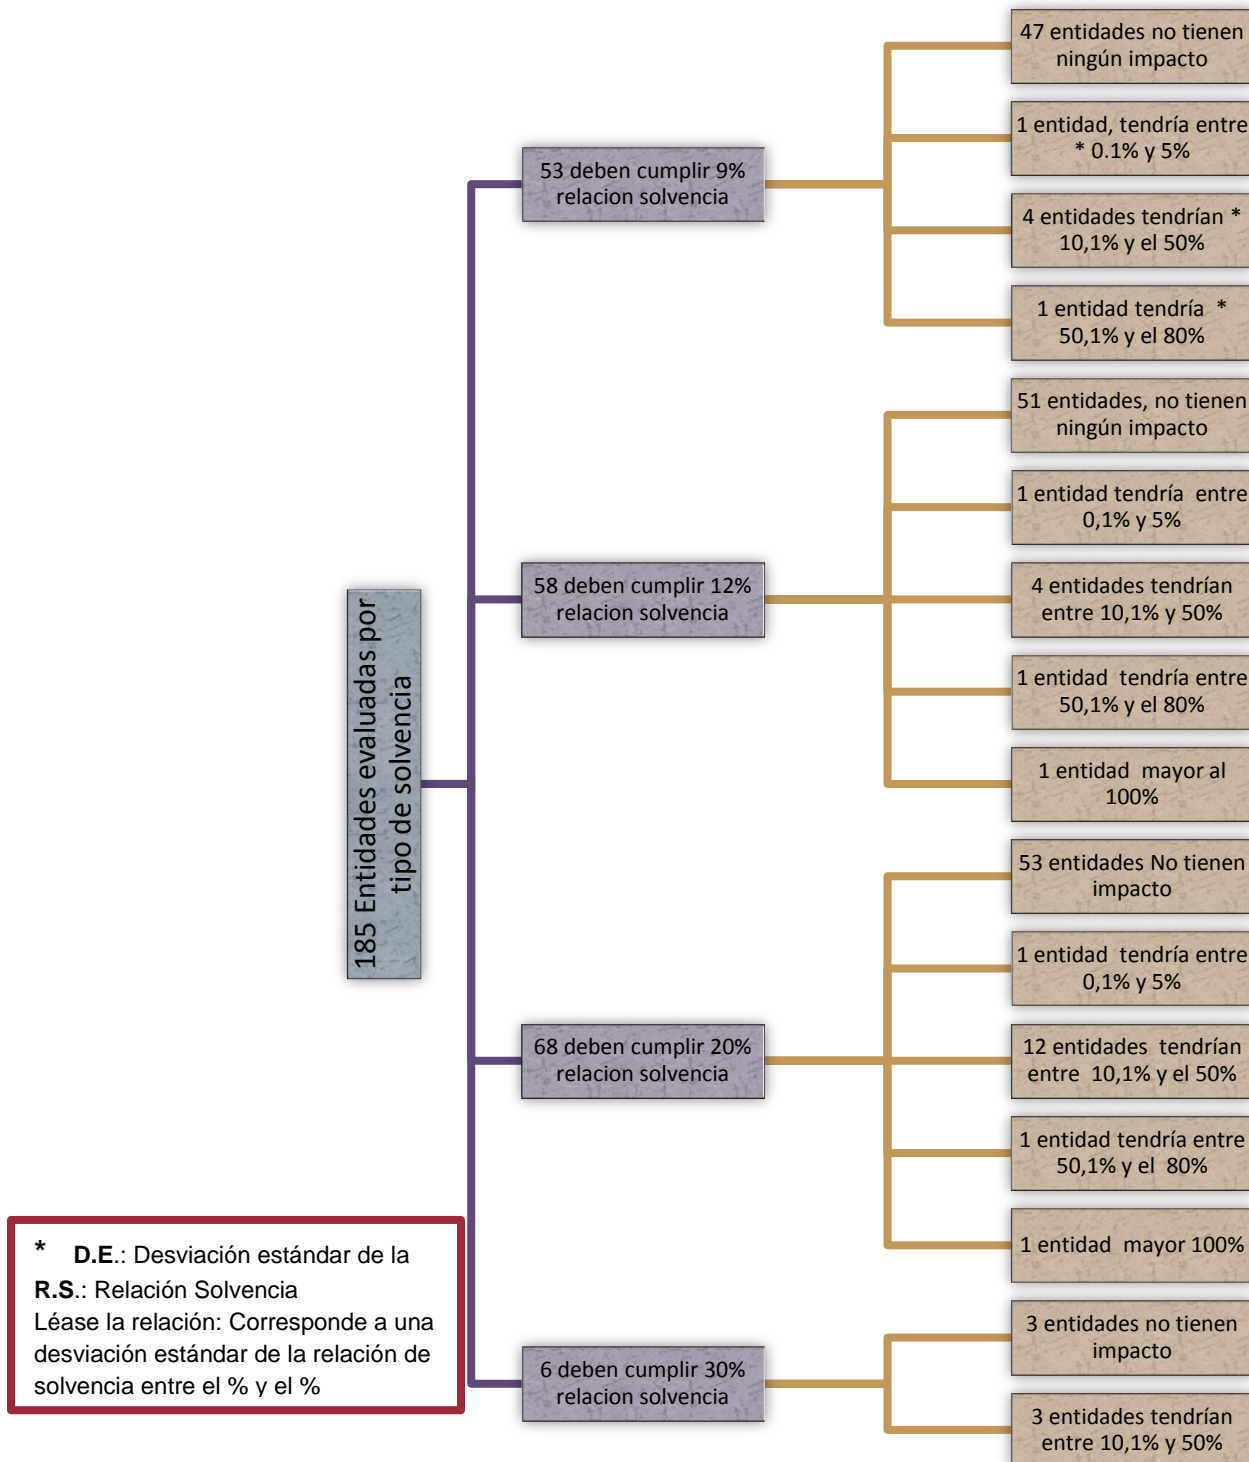 185 Entidades evaluadas por
tipo de solvencia
53 deben cumplir 9%
relacion solvencia
47 entidades no tienen
ningún impacto
1 entidad, tendría entre
* 0.1% y 5%
4 entidades tendrían *
10,1% y el 50%
1 entidad tendría *
50,1% y el 80%
58 deben cumplir 12%
relacion solvencia
51 entidades, no tienen
ningún impacto
1 entidad tendría entre
0,1% y 5%
4 entidades tendrían
entre 10,1% y 50%
1 entidad tendría entre
50,1% y el 80%
1 entidad mayor al
100%
68 deben cumplir 20%
relacion solvencia
53 entidades No tienen
impacto
1 entidad tendría entre
0,1% y 5%
12 entidades tendrían
entre 10,1% y el 50%
1 entidad tendría entre
50,1% y el 80%
1 entidad mayor 100%
6 deben cumplir 30%
relacion solvencia
3 entidades no tienen
impacto
3 entidades tendrían
entre 10,1% y 50%
* D.E.: Desviación estándar de la
R.S.: Relación Solvencia
Léase la relación: Corresponde a una
desviación estándar de la relación de
solvencia entre el % y el %